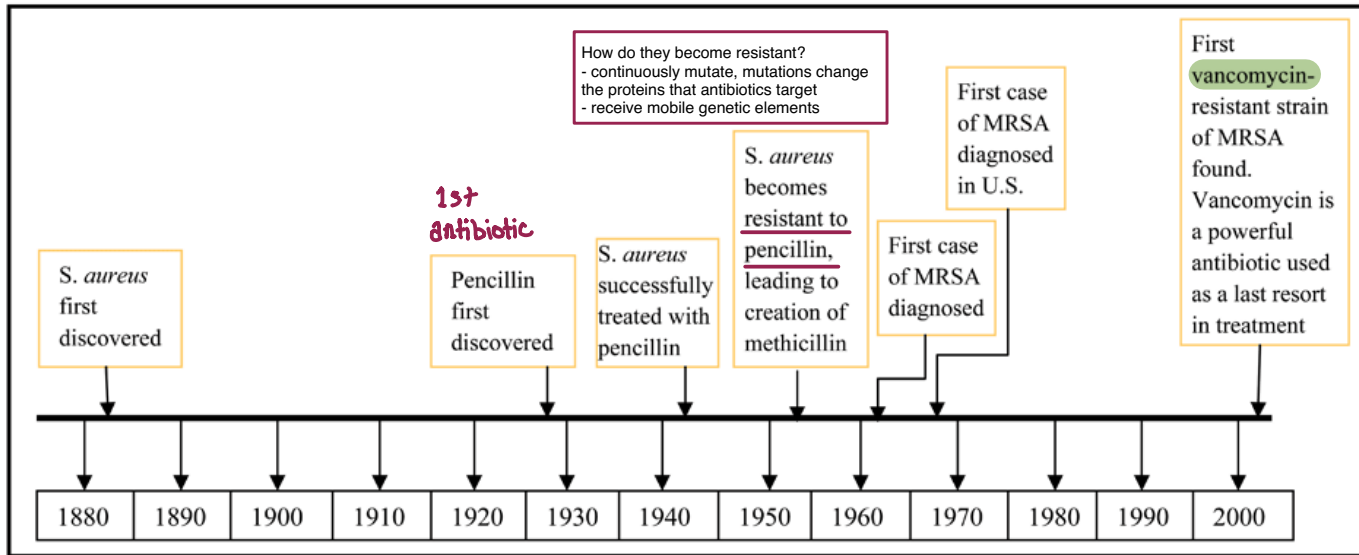 How do they become resistant?
- continuously mutate, mutations change
the proteins that antibiotics target
- receive mobile genetic elements
1st
antibiotic
S. aureus
first
discovered
Pencillin
first
discovered
S. aureus
successfully
treated with
pencillin
S. aureus
becomes
resistant to
pencillin,
leading to
creation of
methicillin
First case
of MRSA
diagnosed
First case
of MRSA
diagnosed
in U.S.
First
vancomycin-
resistant strain
of MRSA
found.
Vancomycin is
a powerful
antibiotic used
as a last resort
in treatment
1880 1890 1900 1910 1920 1930 1940 1950 1960 1970 1980 1990 2000